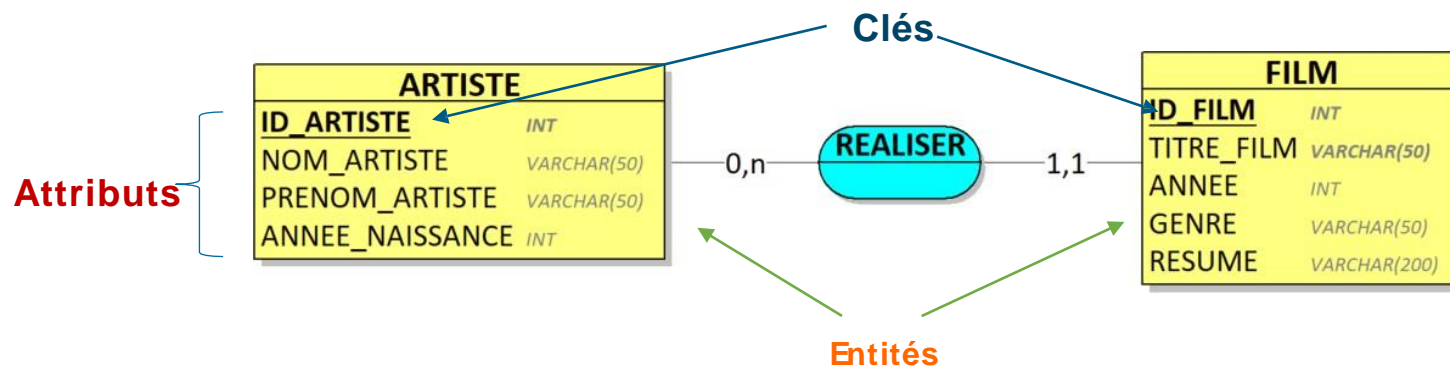 Clés
ARTISTE
ID_ARTISTE INT
NOM_ARTISTE VARCHAR(50)
PRENOM_ARTISTE VARCHAR(50)
ANNEE_NAISSANCE INT
Attributs
0,n
REALISER
1,1
FILM
ID_FILM INT
TITRE_FILM VARCHAR(50)
ANNEE INT
GENRE VARCHAR(50)
RESUME VARCHAR(200)
Entités